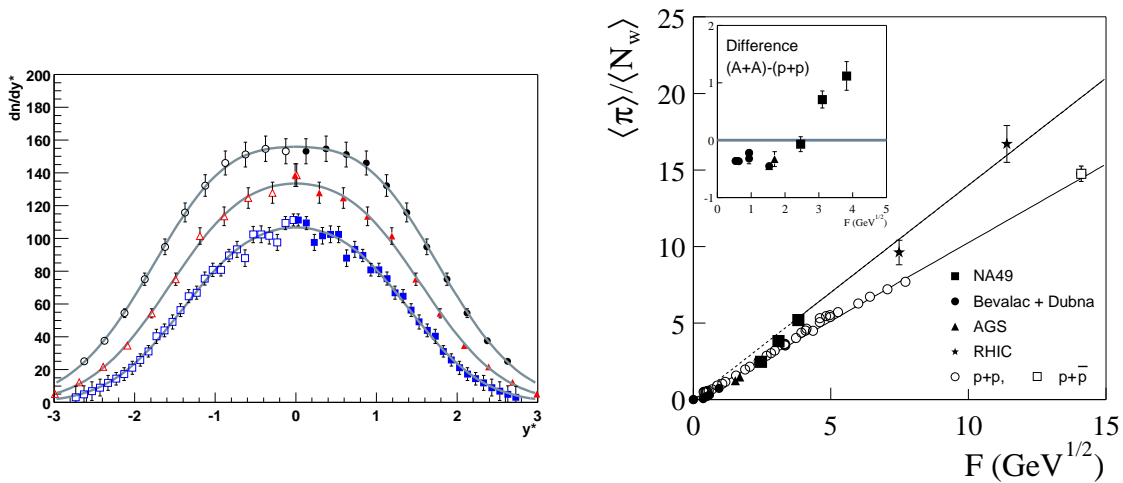 dn/dy*
200
180
160
140
120
100
80
60
40
20
0
-3 -2 -1 0 1 2 3
y*
⟨π⟩/⟨N_w⟩
25
20
15
10
5
0
2
1
0
-1
Difference
(A+A)-(p+p)
0 1 2 3 4 5
F (GeV^{1/2})
NA49
Bevalac + Dubna
AGS
RHIC
p+p, p+p̅
0 5 10 15
F (GeV^{1/2})